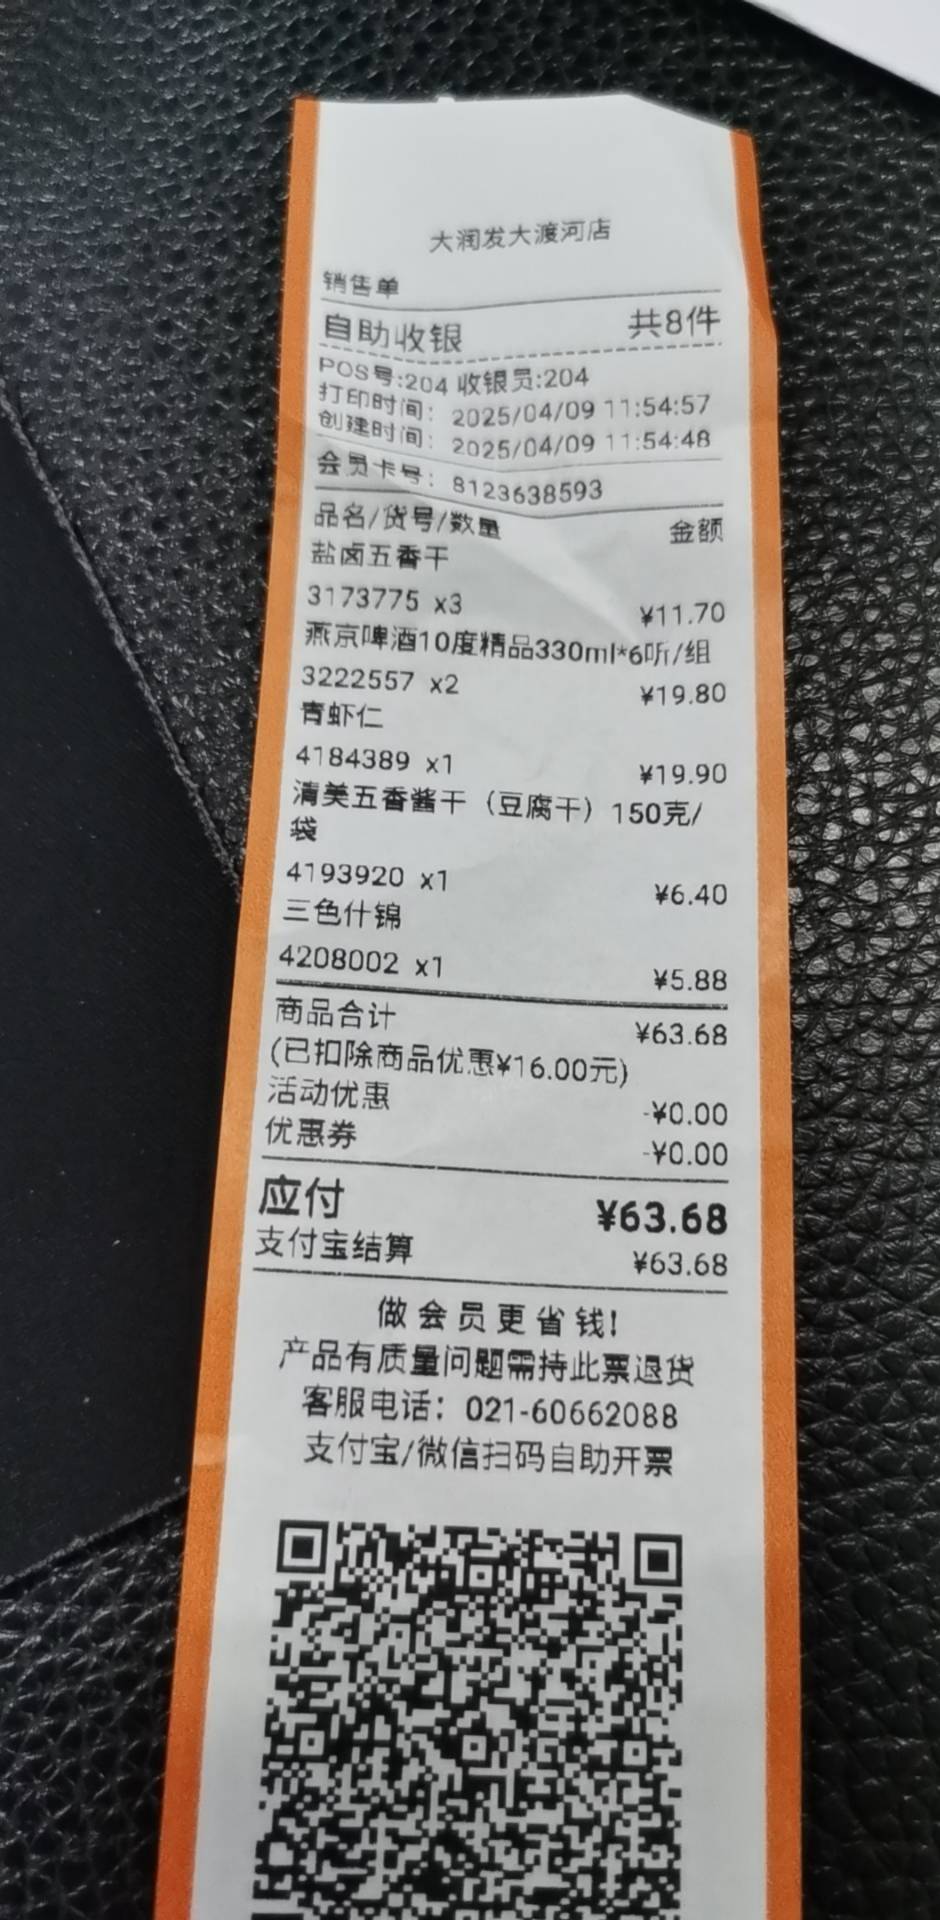 大润发大渡河店
销售单
自助收银 共8件
POS号:204 收银员:204
打印时间: 2025/04/09 11:54:57
创建时间: 2025/04/09 11:54:48
会员卡号: 8123638593
品名/货号/数量 金额
盐卤五香干
3173775 x3 ¥11.70
燕京啤酒10度精品330ml*6听/组
3222557 x2 ¥19.80
青虾仁
4184389 x1 ¥19.90
清美五香酱干（豆腐干）150克/
袋
4193920 x1 ¥6.40
三色什锦
4208002 x1 ¥5.88
商品合计 ¥63.68
(已扣除商品优惠¥16.00元)
活动优惠 -¥0.00
优惠券 -¥0.00
应付 ¥63.68
支付宝结算 ¥63.68
做会员更省钱!
产品有质量问题需持此票退货
客服电话: 021-60662088
支付宝/微信扫码自助开票